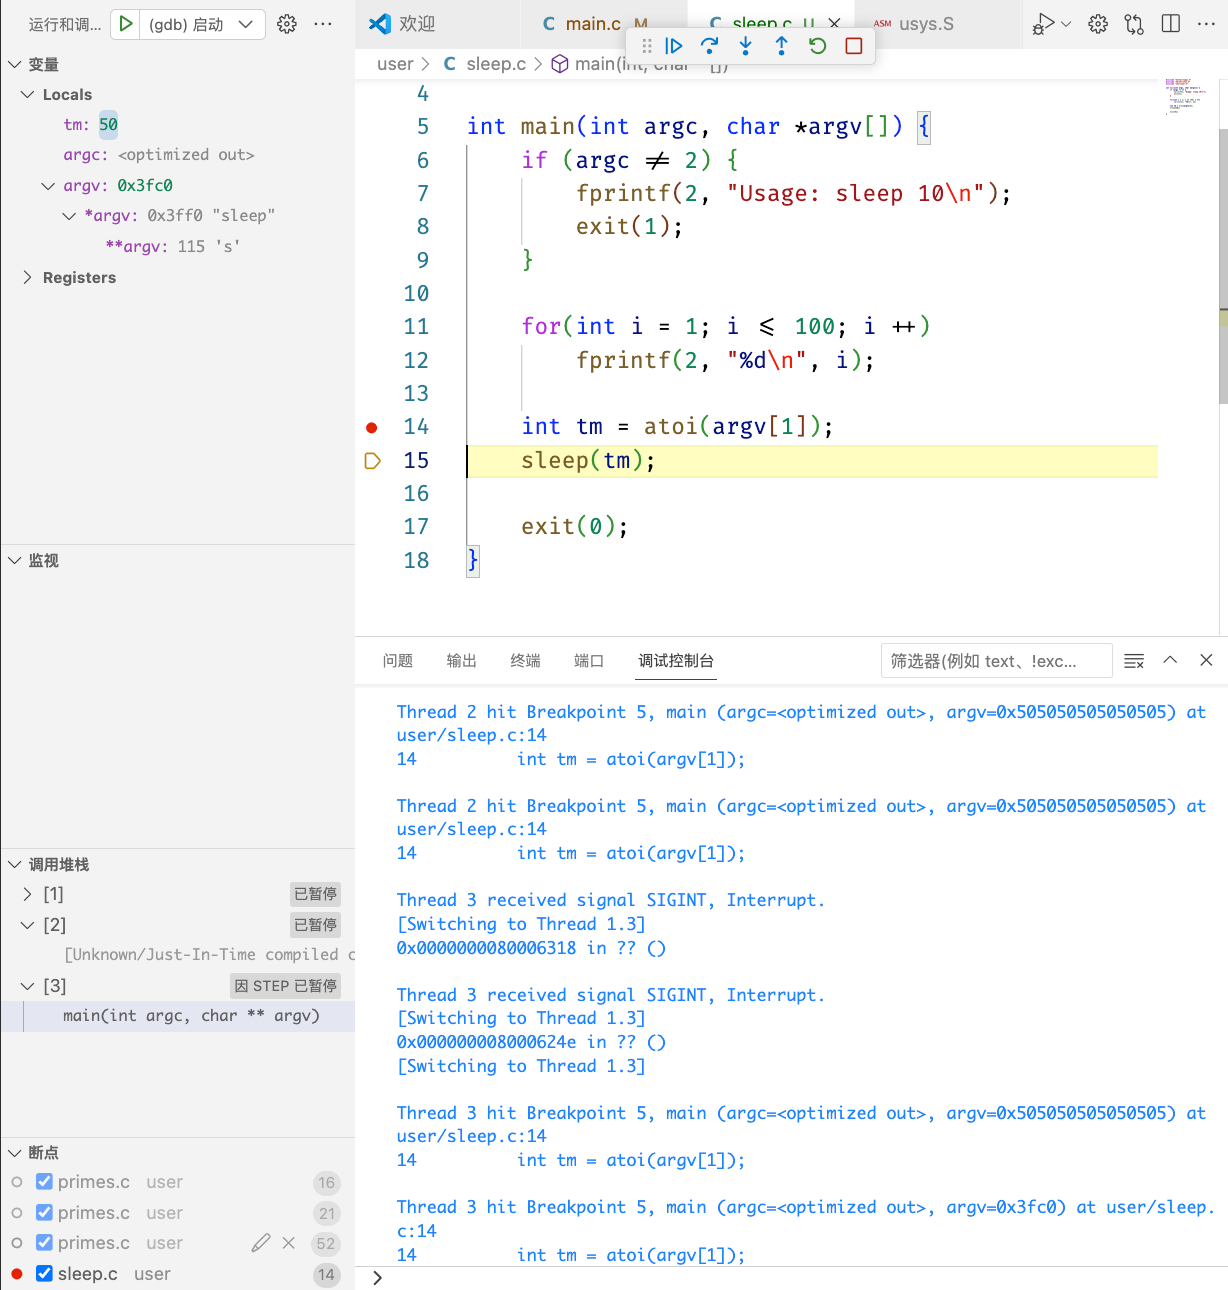 运行和调... (gdb) 启动
变量
Locals
tm: 50
argc: <optimized out>
argv: 0x3fc0
*argv: 0x3ff0 "sleep"
**argv: 115 's'
Registers
监视
调用堆栈
[1] 已暂停
[2] 已暂停
[Unknown/Just-In-Time compiled c
[3] 因 STEP 已暂停
main(int argc, char ** argv)
断点
primes.c user 16
primes.c user 21
primes.c user 52
sleep.c user 14
欢迎 C main.c M C sleep.c U ASM usys.S
user > C sleep.c > main(int, char *[])
4
5 int main(int argc, char *argv[]) {
6 if (argc != 2) {
7 fprintf(2, "Usage: sleep 10\n");
8 exit(1);
9 }
10
11 for(int i = 1; i <= 100; i ++)
12 fprintf(2, "%d\n", i);
13
14 int tm = atoi(argv[1]);
15 sleep(tm);
16
17 exit(0);
18 }
问题 输出 终端 端口 调试控制台 筛选器(例如 text、!exc...
Thread 2 hit Breakpoint 5, main (argc=<optimized out>, argv=0x505050505050505) at
user/sleep.c:14
14 int tm = atoi(argv[1]);
Thread 2 hit Breakpoint 5, main (argc=<optimized out>, argv=0x505050505050505) at
user/sleep.c:14
14 int tm = atoi(argv[1]);
Thread 3 received signal SIGINT, Interrupt.
[Switching to Thread 1.3]
0x0000000080006318 in ?? ()
Thread 3 received signal SIGINT, Interrupt.
[Switching to Thread 1.3]
0x000000008000624e in ?? ()
[Switching to Thread 1.3]
Thread 3 hit Breakpoint 5, main (argc=<optimized out>, argv=0x505050505050505) at
user/sleep.c:14
14 int tm = atoi(argv[1]);
Thread 3 hit Breakpoint 5, main (argc=<optimized out>, argv=0x3fc0) at user/sleep.
c:14
14 int tm = atoi(argv[1]);